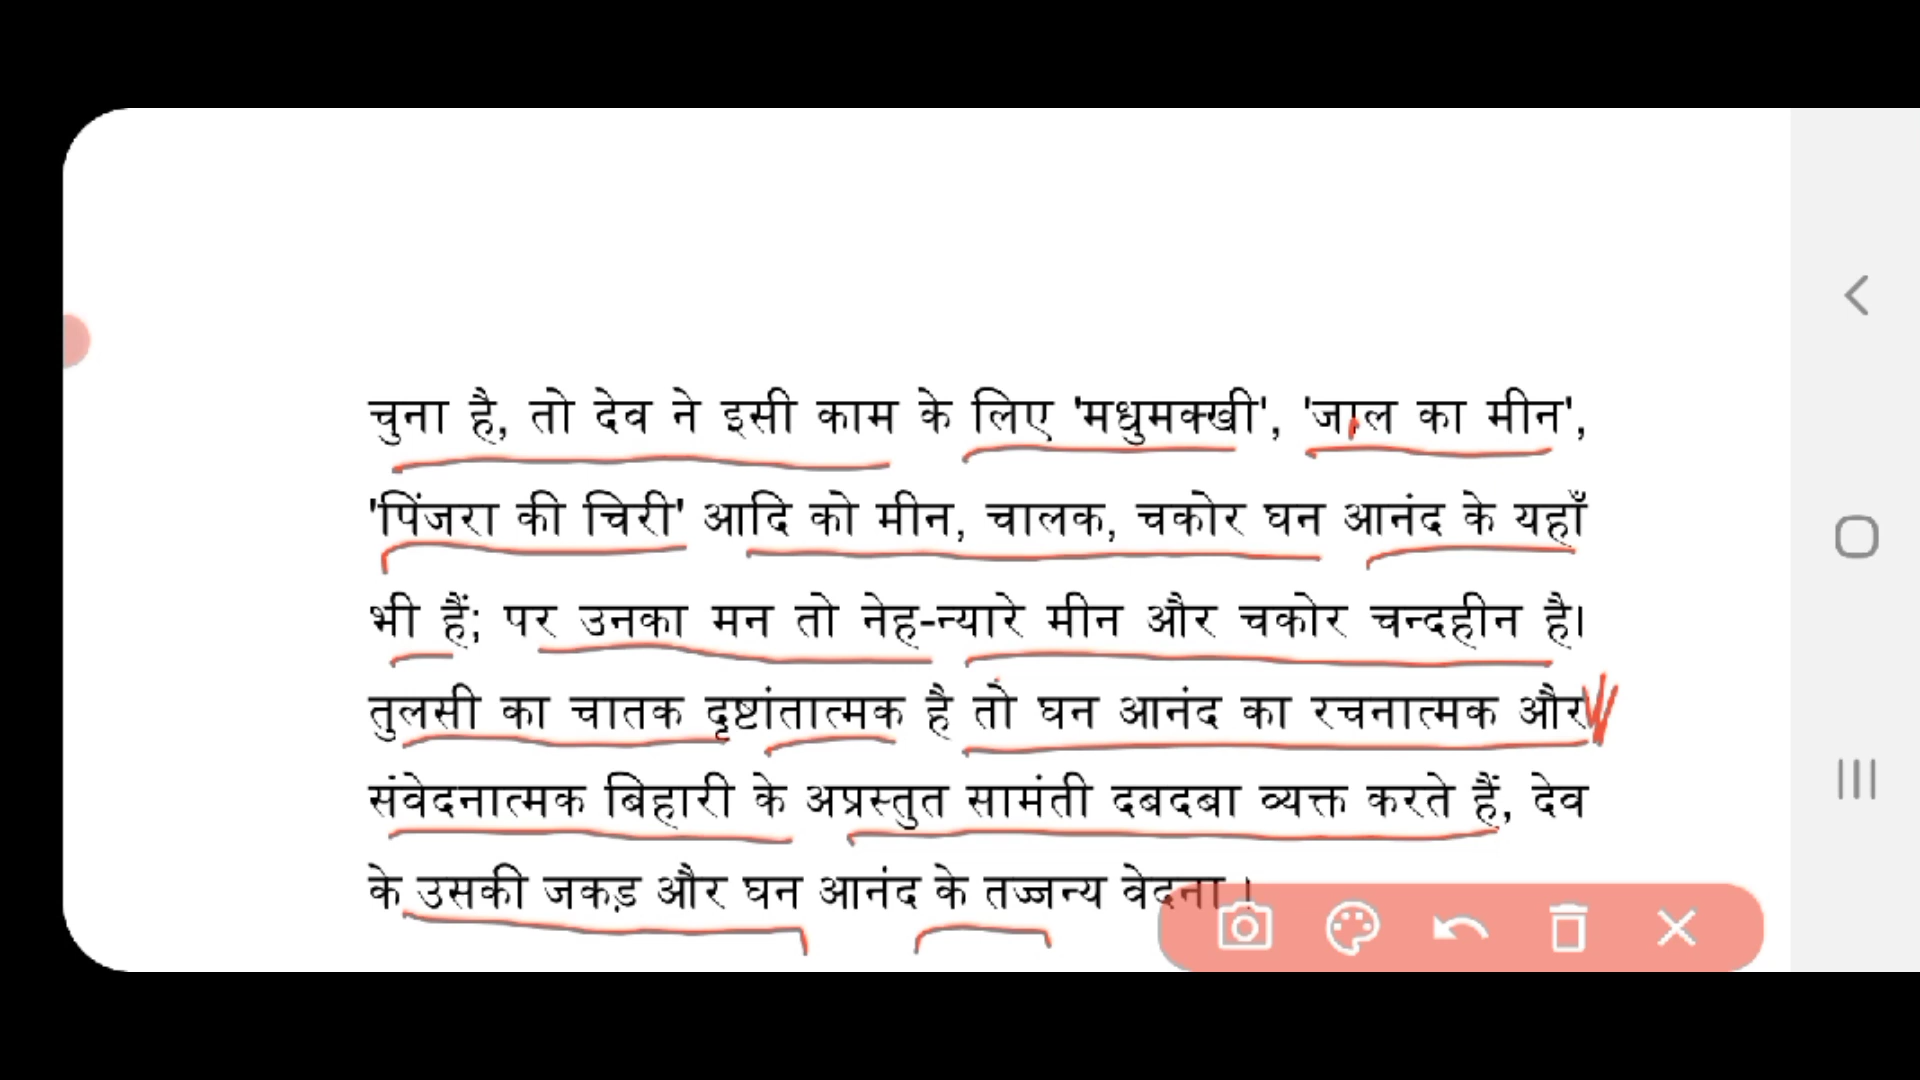 चुना है, तो देव ने इसी काम के लिए 'मधुमक्खी', 'जाल का मीन',
'पिंजरा की चिरी' आदि को मीन, चालक, चकोर घन आनंद के यहाँ
भी हैं; पर उनका मन तो नेह-न्यारे मीन और चकोर चन्दहीन है।
तुलसी का चातक दृष्टांतात्मक है तो घन आनंद का रचनात्मक और
संवेदनात्मक बिहारी के अप्रस्तुत सामंती दबदबा व्यक्त करते हैं, देव
के उसकी जकड़ और घन आनंद के तज्जन्य वेदना ।